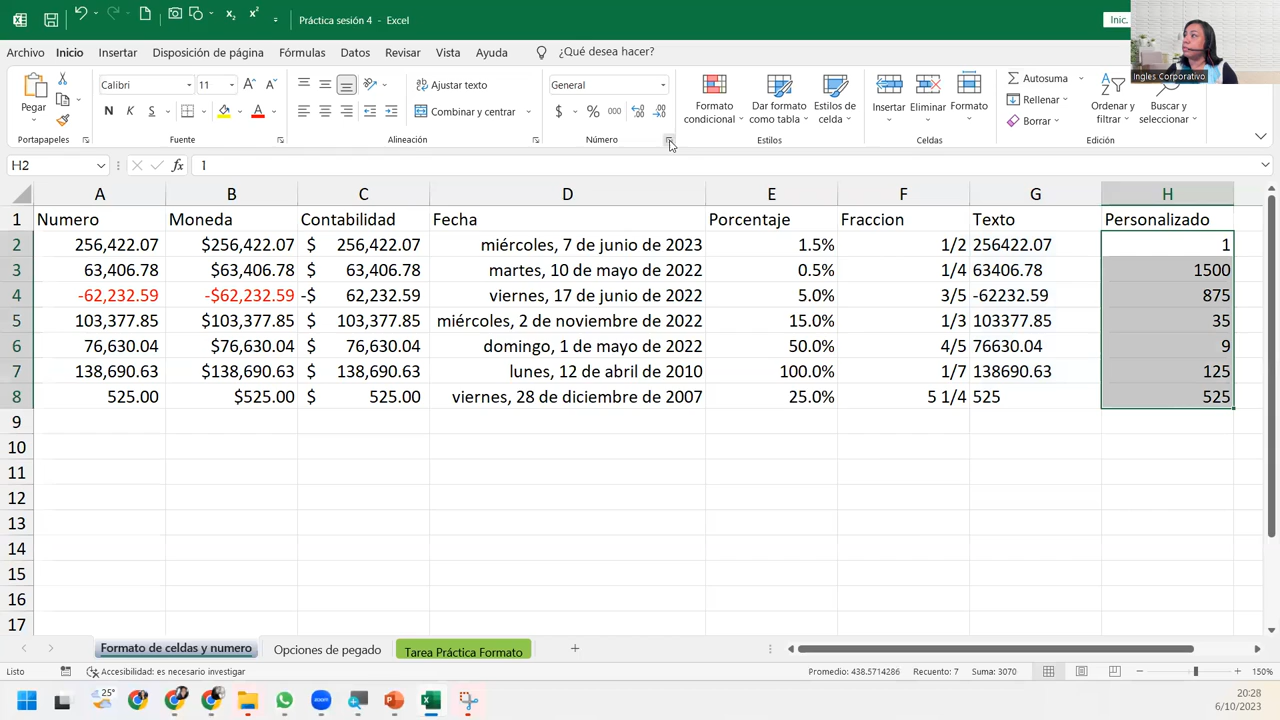 Práctica sesión 4 - Excel
Inic.
Archivo Inicio Insertar Disposición de página Fórmulas Datos Revisar Vista Ayuda ¿Qué desea hacer?
Ingles Corporativo
Pegar
Calibri 11
N K S
Ajustar texto
Combinar y centrar
General
$ % 000
Formato condicional
Dar formato como tabla
Estilos de celda
Insertar
Eliminar
Formato
Autosuma
Rellenar
Borrar
Ordenar y filtrar
Buscar y seleccionar
Portapapeles Fuente Alineación Número Estilos Celdas Edición
H2 fx 1
A B C D E F G H
1 Numero Moneda Contabilidad Fecha Porcentaje Fraccion Texto Personalizado
2 256,422.07 $256,422.07 $ 256,422.07 miércoles, 7 de junio de 2023 1.5% 1/2 256422.07 1
3 63,406.78 $63,406.78 $ 63,406.78 martes, 10 de mayo de 2022 0.5% 1/4 63406.78 1500
4 -62,232.59 -$62,232.59 -$ 62,232.59 viernes, 17 de junio de 2022 5.0% 3/5 -62232.59 875
5 103,377.85 $103,377.85 $ 103,377.85 miércoles, 2 de noviembre de 2022 15.0% 1/3 103377.85 35
6 76,630.04 $76,630.04 $ 76,630.04 domingo, 1 de mayo de 2022 50.0% 4/5 76630.04 9
7 138,690.63 $138,690.63 $ 138,690.63 lunes, 12 de abril de 2010 100.0% 1/7 138690.63 125
8 525.00 $525.00 $ 525.00 viernes, 28 de diciembre de 2007 25.0% 5 1/4 525 525
9
10
11
12
13
14
15
16
17
Formato de celdas y numero Opciones de pegado Tarea Práctica Formato
Listo Accesibilidad: es necesario investigar Promedio: 438.5714286 Recuento: 7 Suma: 3070 150%
25°
zoom
20:28
6/10/2023